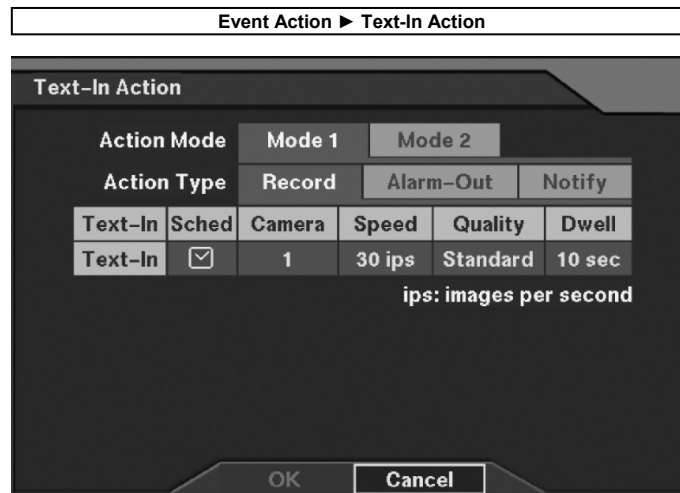 Event Action ► Text-In Action
Text-In Action
Action Mode Mode 1 Mode 2
Action Type Record Alarm-Out Notify
Text-In Sched Camera Speed Quality Dwell
Text-In 1 30 ips Standard 10 sec
ips: images per second
OK Cancel